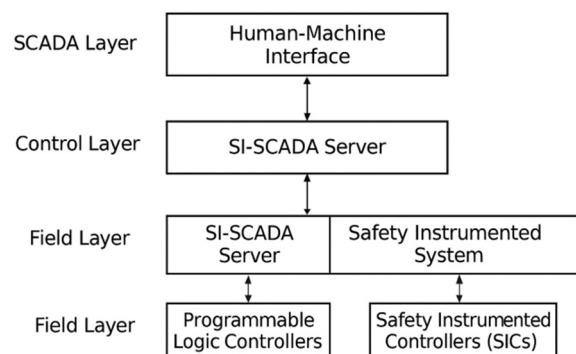 SCADA Layer
Human-Machine
Interface
Control Layer
SI-SCADA Server
Field Layer
SI-SCADA
Server
Safety Instrumented
System
Field Layer
Programmable
Logic Controllers
Safety Instrumented
Controllers (SICs)